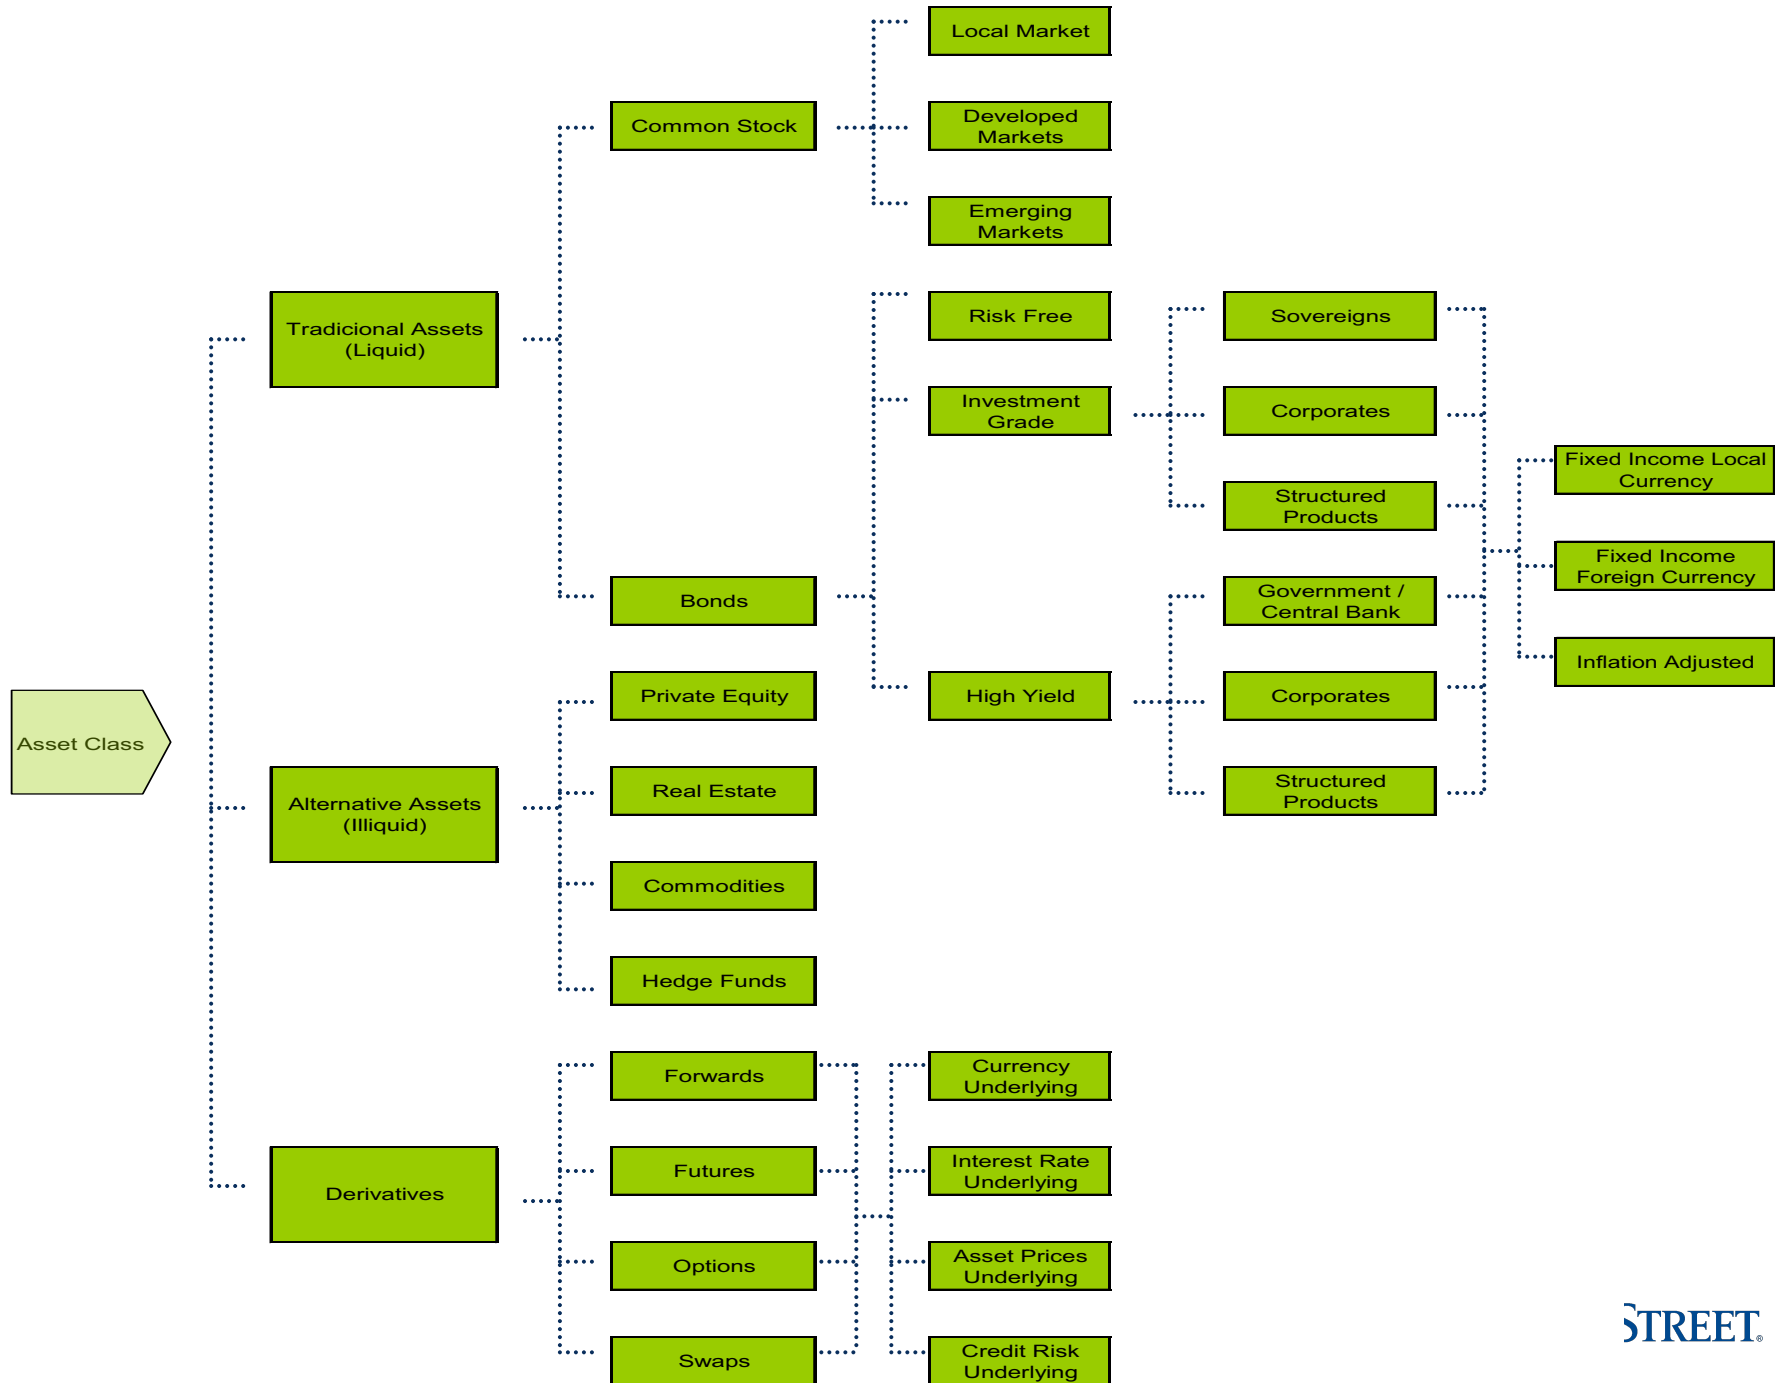 Local Market
Common Stock
Developed
Markets
Emerging
Markets
Tradicional Assets
(Liquid)
Risk Free
Sovereigns
Investment
Grade
Corporates
Fixed Income Local
Currency
Structured
Products
Fixed Income
Foreign Currency
Bonds
Government /
Central Bank
Inflation Adjusted
Private Equity
High Yield
Corporates
Asset Class
Real Estate
Structured
Products
Alternative Assets
(Illiquid)
Commodities
Hedge Funds
Forwards
Currency
Underlying
Futures
Interest Rate
Underlying
Derivatives
Options
Asset Prices
Underlying
STREET®
Swaps
Credit Risk
Underlying